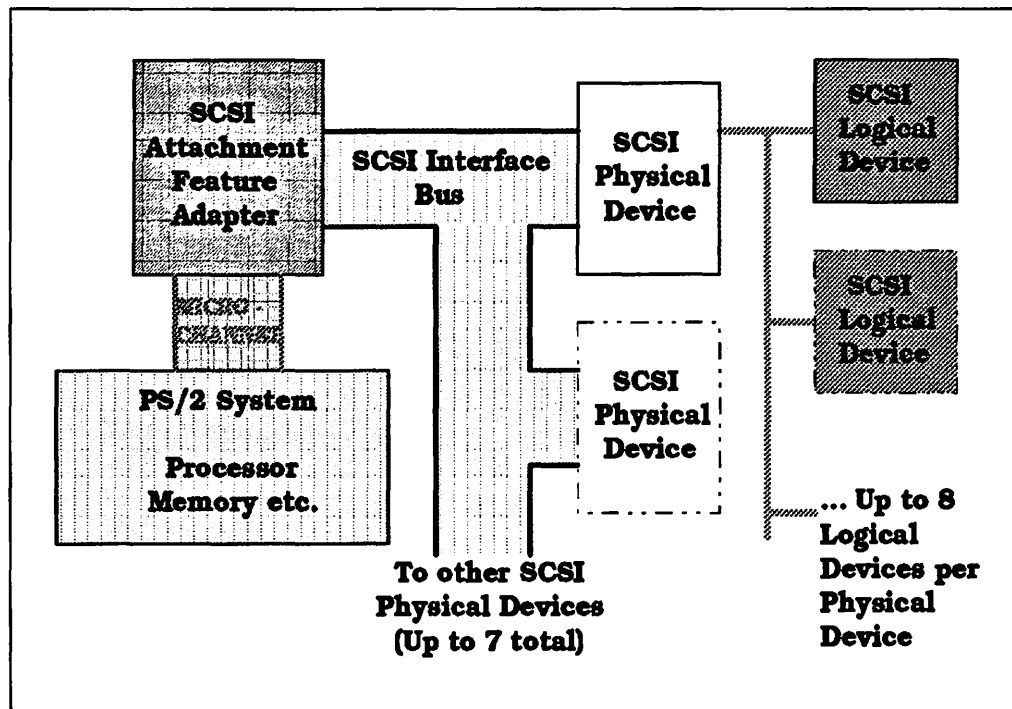 SCSI
Attachment
Feature
Adapter
SCSI Interface
Bus
SCSI
Physical
Device
SCSI
Logical
Device
MICRO -
CHANNEL
SCSI
Logical
Device
PS/2 System
Processor
Memory etc.
SCSI
Physical
Device
... Up to 8
Logical
Devices per
Physical
Device
To other SCSI
Physical Devices
(Up to 7 total)